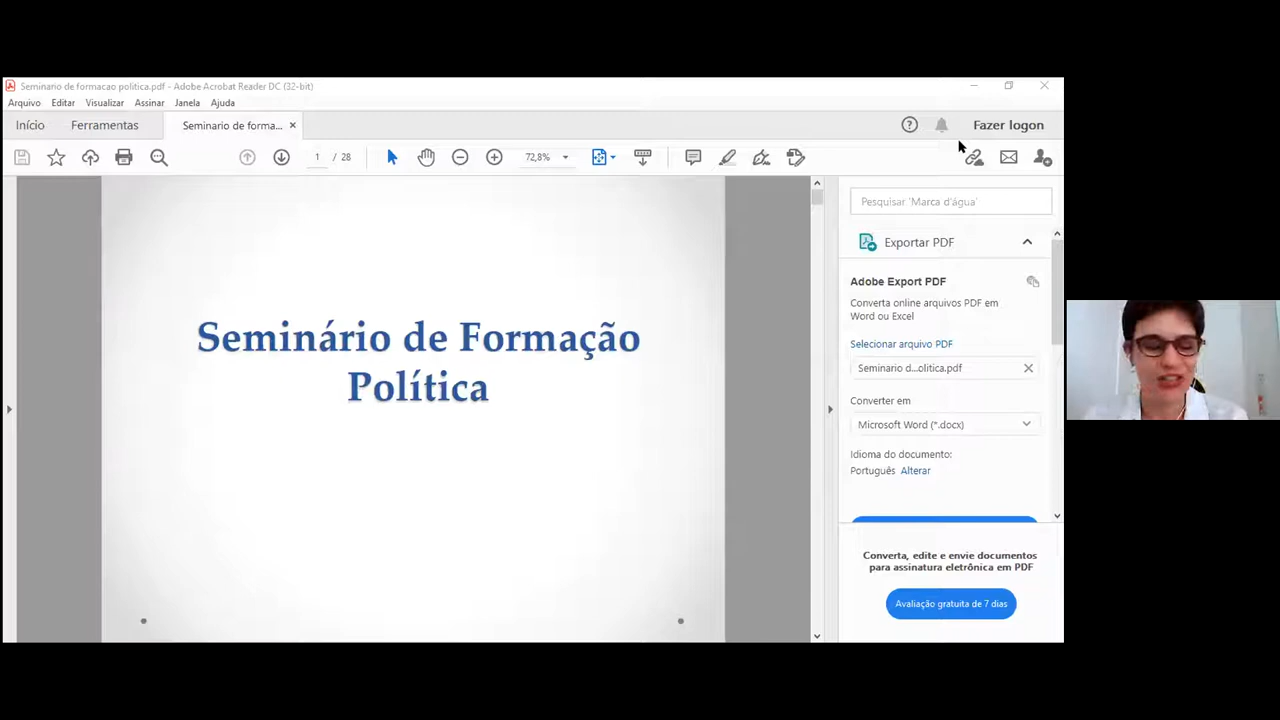 Seminario de formacao politica.pdf - Adobe Acrobat Reader DC (32-bit)
Arquivo Editar Visualizar Assinar Janela Ajuda
Início Ferramentas Seminario de forma... Fazer logon
1 / 28 72,8%
Pesquisar 'Marca d'água'
Exportar PDF
Adobe Export PDF
Converta online arquivos PDF em
Word ou Excel
Selecionar arquivo PDF
Seminario d...olitica.pdf
Converter em
Microsoft Word (*.docx)
Idioma do documento:
Português Alterar
Converta, edite e envie documentos
para assinatura eletrônica em PDF
Avaliação gratuita de 7 dias
Seminário de Formação
Política